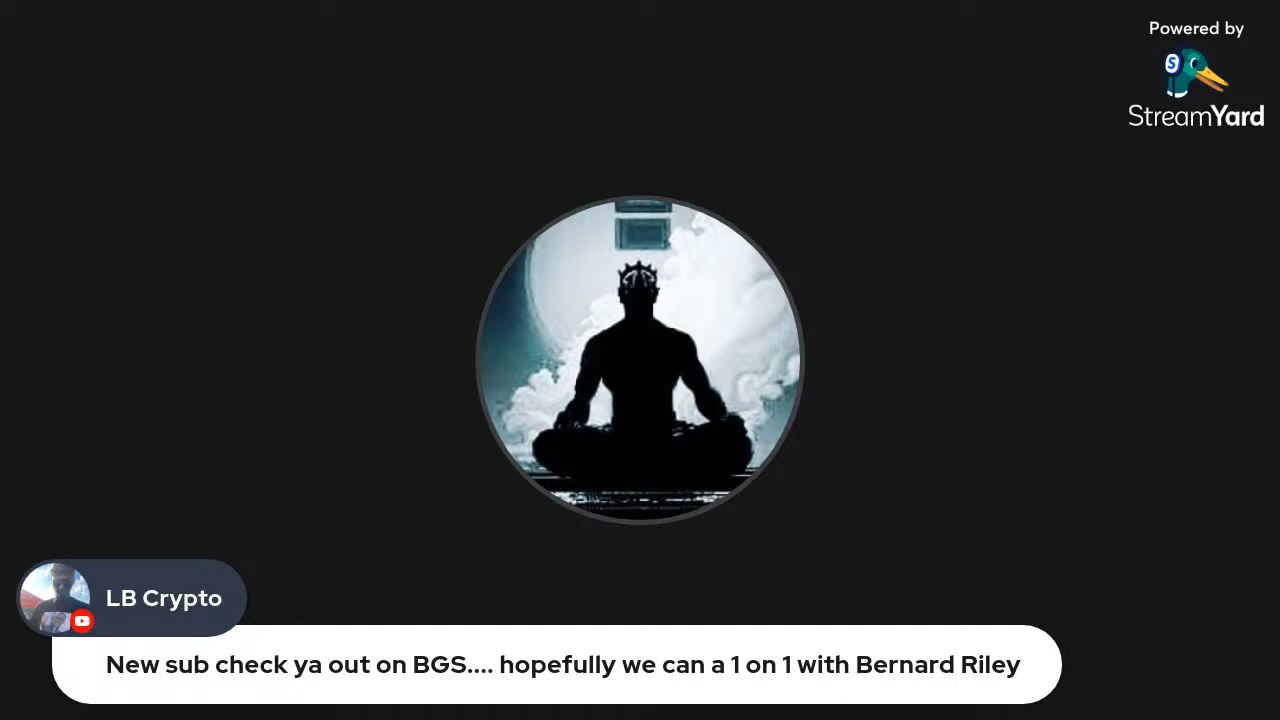 Powered by
S
StreamYard
LB Crypto
New sub check ya out on BGS.... hopefully we can a 1 on 1 with Bernard Riley